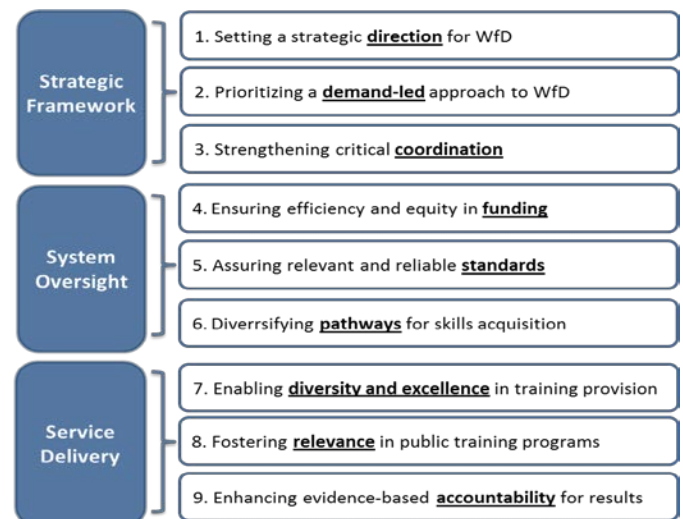 Strategic
Framework
1. Setting a strategic direction for WfD
2. Prioritizing a demand-led approach to WfD
3. Strengthening critical coordination
System
Oversight
4. Ensuring efficiency and equity in funding
5. Assuring relevant and reliable standards
6. Diverrsifying pathways for skills acquisition
Service
Delivery
7. Enabling diversity and excellence in training provision
8. Fostering relevance in public training programs
9. Enhancing evidence-based accountability for results